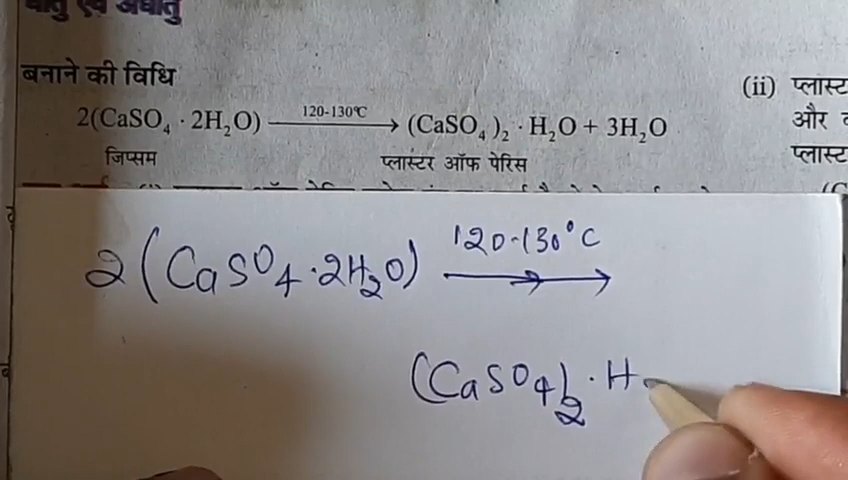 धातु एवं अधातु
बनाने की विधि
2(CaSO₄ · 2H₂O) 120-130°C → (CaSO₄)₂ · H₂O + 3H₂O
जिप्सम प्लास्टर ऑफ पेरिस
(ii) प्लास्ट
और
प्लास्ट
2(CaSO₄·2H₂O) 120-130°C →
(CaSO₄)₂·H